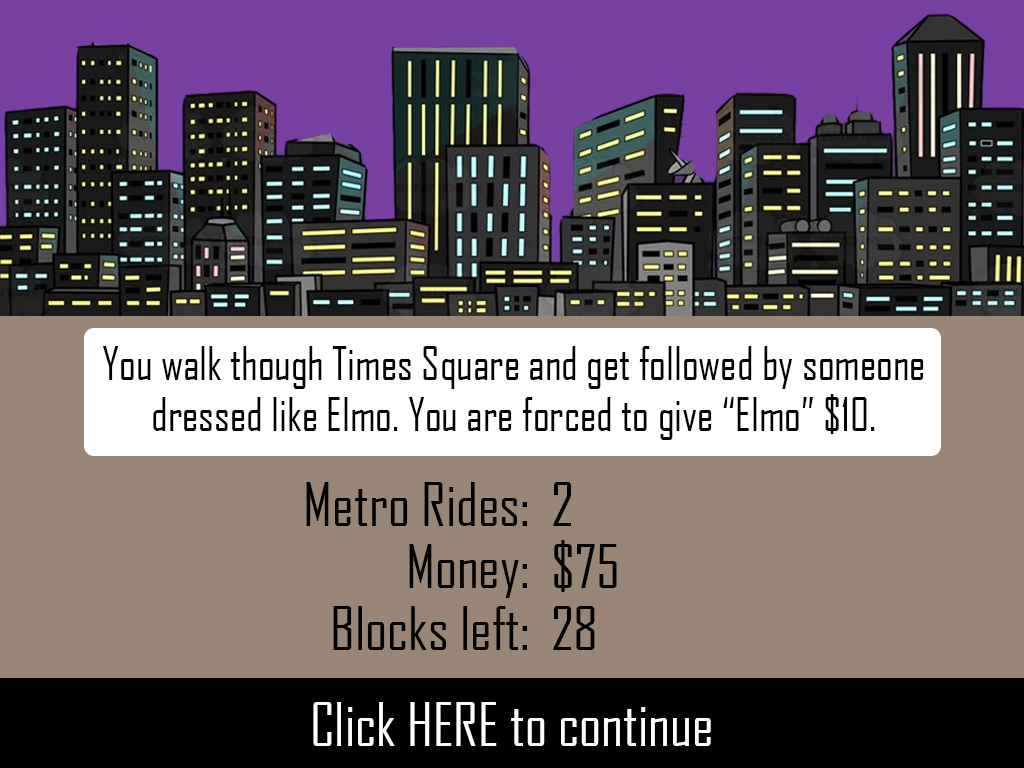 You walk though Times Square and get followed by someone
dressed like Elmo. You are forced to give “Elmo” $10.
Metro Rides: 2
Money: $75
Blocks left: 28
Click HERE to continue